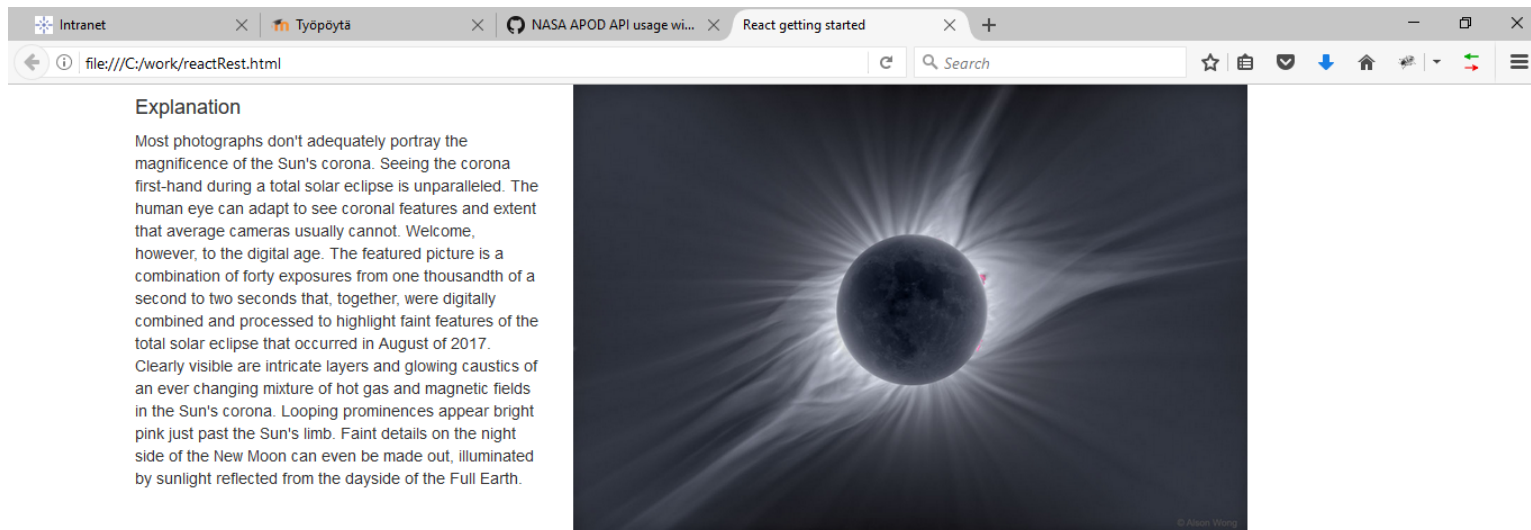 Intranet
Työpöytä
NASA APOD API usage wi...
React getting started
file:///C:/work/reactRest.html
Search
Explanation
Most photographs don't adequately portray the
magnificence of the Sun's corona. Seeing the corona
first-hand during a total solar eclipse is unparalleled. The
human eye can adapt to see coronal features and extent
that average cameras usually cannot. Welcome,
however, to the digital age. The featured picture is a
combination of forty exposures from one thousandth of a
second to two seconds that, together, were digitally
combined and processed to highlight faint features of the
total solar eclipse that occurred in August of 2017.
Clearly visible are intricate layers and glowing caustics of
an ever changing mixture of hot gas and magnetic fields
in the Sun's corona. Looping prominences appear bright
pink just past the Sun's limb. Faint details on the night
side of the New Moon can even be made out, illuminated
by sunlight reflected from the dayside of the Full Earth.
© Alson Wong